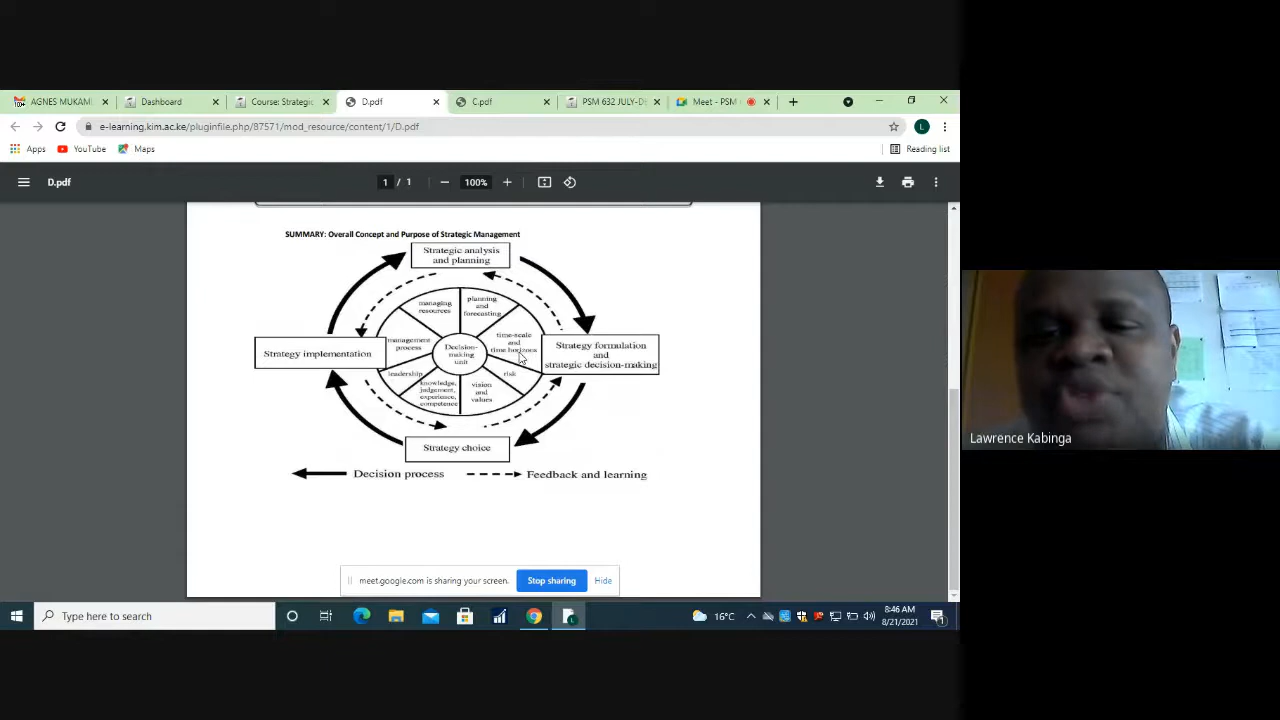 AGNES MUKAMI
Dashboard
Course: Strategic
D.pdf
C.pdf
PSM 632 JULY-DE
Meet - PSM
e-learning.kim.ac.ke/pluginfile.php/87571/mod_resource/content/1/D.pdf
L
Apps
YouTube
Maps
Reading list
D.pdf
1 / 1
100%
SUMMARY: Overall Concept and Purpose of Strategic Management
Strategic analysis
and planning
managing
resources
planning
and
forecasting
management
process
Decision-
making
unit
time-scale
and
time horizons
leadership
risk
knowledge,
judgement,
experience,
competence
vision
and
values
Strategy implementation
Strategy formulation
and
strategic decision-making
Strategy choice
Decision process
Feedback and learning
meet.google.com is sharing your screen.
Stop sharing
Hide
Lawrence Kabinga
Type here to search
16°C
8:46 AM
8/21/2021
1